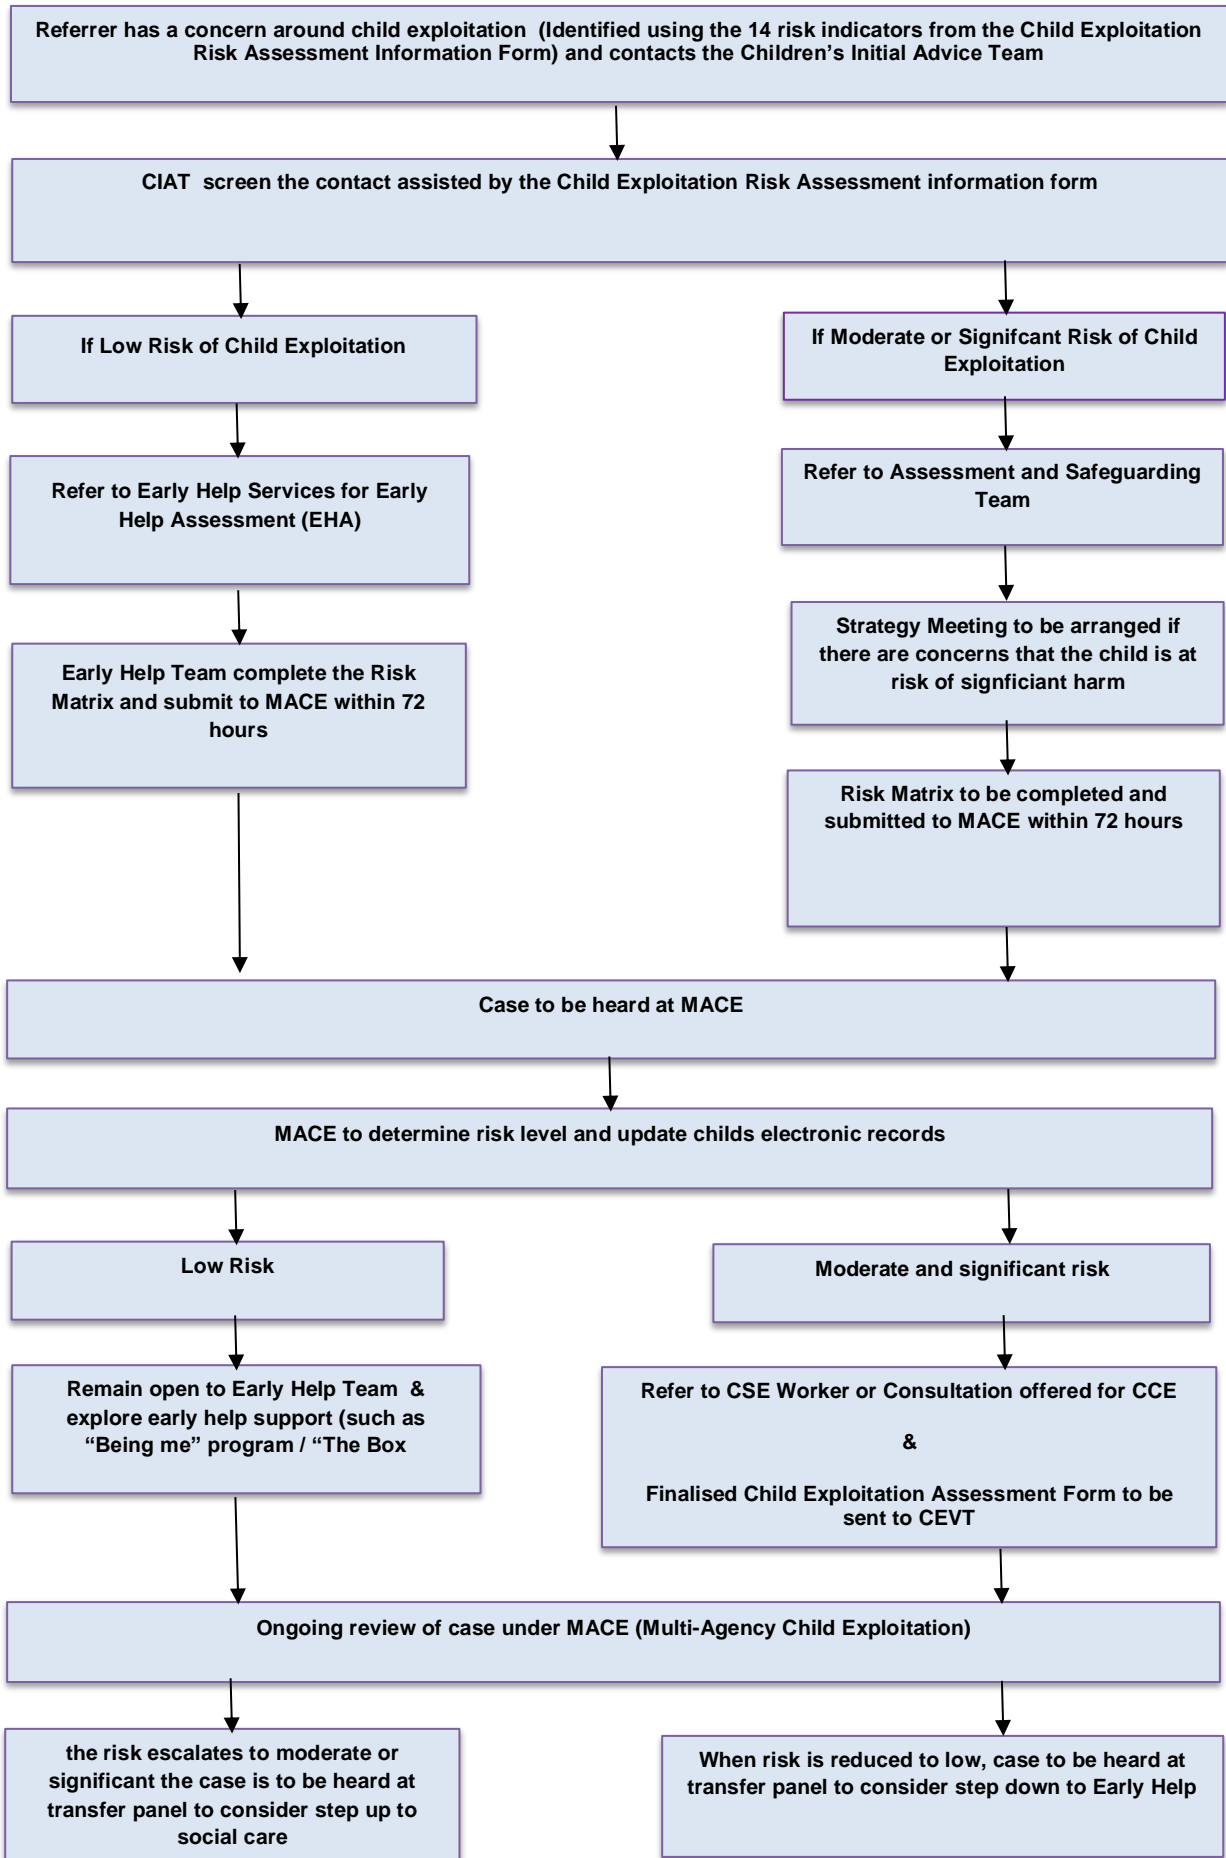 Referrer has a concern around child exploitation (Identified using the 14 risk indicators from the Child Exploitation
Risk Assessment Information Form) and contacts the Children's Initial Advice Team
CIAT screen the contact assisted by the Child Exploitation Risk Assessment information form
If Low Risk of Child Exploitation
If Moderate or Signifcant Risk of Child
Exploitation
Refer to Early Help Services for Early
Help Assessment (EHA)
Refer to Assessment and Safeguarding
Team
Early Help Team complete the Risk
Matrix and submit to MACE within 72
hours
Strategy Meeting to be arranged if
there are concerns that the child is at
risk of signficiant harm
Risk Matrix to be completed and
submitted to MACE within 72 hours
Case to be heard at MACE
MACE to determine risk level and update childs electronic records
Low Risk
Moderate and significant risk
Remain open to Early Help Team & 
explore early help support (such as
“Being me” program / “The Box
Refer to CSE Worker or Consultation offered for CCE
&
Finalised Child Exploitation Assessment Form to be
sent to CEVT
Ongoing review of case under MACE (Multi-Agency Child Exploitation)
the risk escalates to moderate or
significant the case is to be heard at
transfer panel to consider step up to
social care
When risk is reduced to low, case to be heard at
transfer panel to consider step down to Early Help